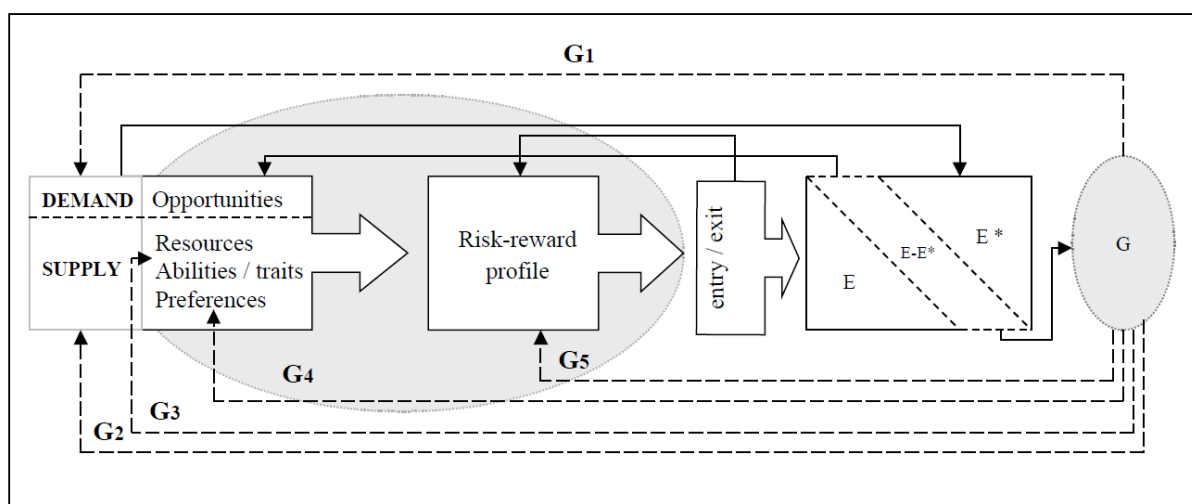 G1
DEMAND
Opportunities
SUPPLY
Resources
Abilities / traits
Preferences
Risk-reward
profile
entry / exit
E
E-E*
E *
G
G5
G4
G3
G2